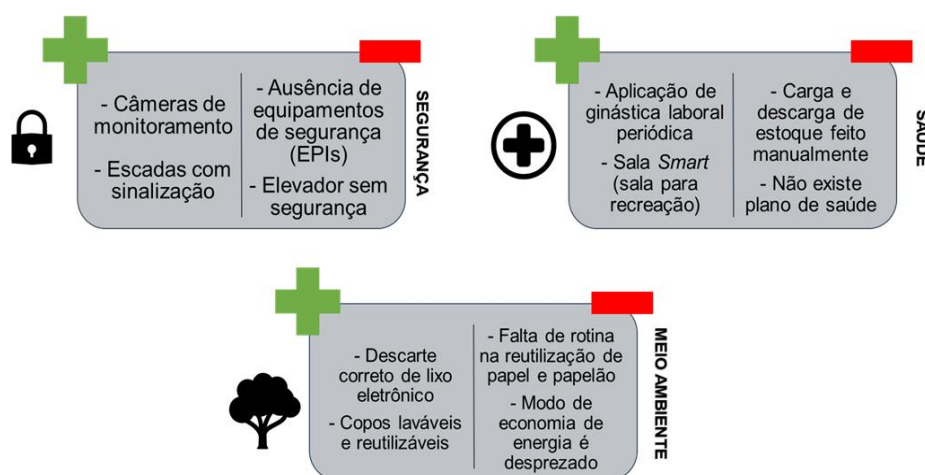 - Câmeras de
monitoramento
- Escadas com
sinalização
- Ausência de
equipamentos
de segurança
(EPIs)
- Elevador sem
segurança
SEGURANÇA
- Aplicação de
ginástica laboral
periódica
- Sala Smart
(sala para
recreação)
- Carga e
descarga de
estoque feito
manualmente
- Não existe
plano de saúde
SAÚDE
- Descarte
correto de lixo
eletrônico
- Copos laváveis
e reutilizáveis
- Falta de rotina
na reutilização de
papel e papelão
- Modo de
economia de
energia é
desprezado
MEIO AMBIENTE